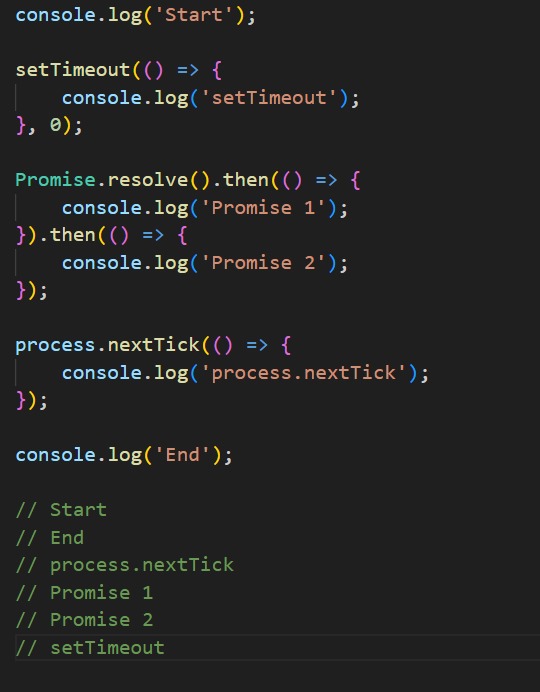 console.log('Start');
setTimeout(() => {
    console.log('setTimeout');
}, 0);
Promise.resolve().then(() => {
    console.log('Promise 1');
}).then(() => {
    console.log('Promise 2');
});
process.nextTick(() => {
    console.log('process.nextTick');
});
console.log('End');
// Start
// End
// process.nextTick
// Promise 1
// Promise 2
// setTimeout